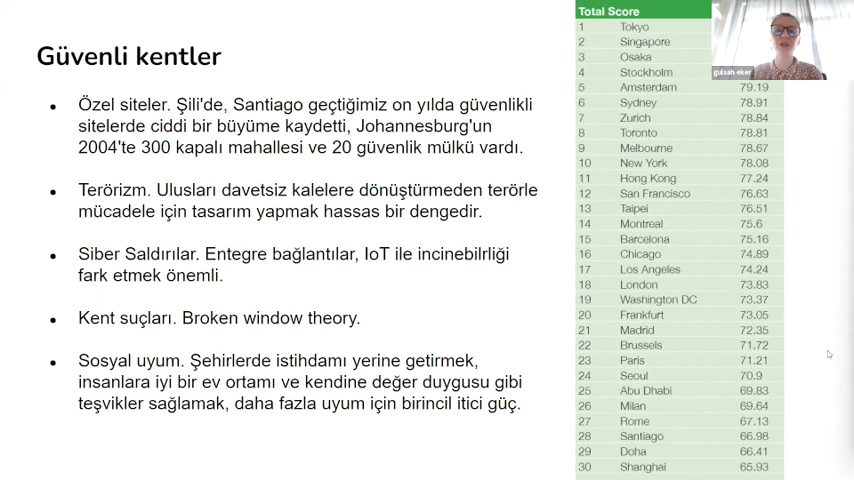 Güvenli kentler
Özel siteler. Şili'de, Santiago geçtiğimiz on yılda güvenlikli
sitelerde ciddi bir büyüme kaydetti, Johannesburg'un
2004'te 300 kapalı mahallesi ve 20 güvenlik mülkü vardı.
Terörizm. Ulusları davetsiz kalelere dönüştürmeden terörle
mücadele için tasarım yapmak hassas bir dengedir.
Siber Saldırılar. Entegre bağlantılar, IoT ile incinebilrliği
fark etmek önemli.
Kent suçları. Broken window theory.
Sosyal uyum. Şehirlerde istihdamı yerine getirmek,
insanlara iyi bir ev ortamı ve kendine değer duygusu gibi
teşvikler sağlamak, daha fazla uyum için birincil itici güç.
Total Score
1 Tokyo
2 Singapore
3 Osaka
4 Stockholm
5 Amsterdam 79.19
6 Sydney 78.91
7 Zurich 78.84
8 Toronto 78.81
9 Melbourne 78.67
10 New York 78.08
11 Hong Kong 77.24
12 San Francisco 76.63
13 Taipei 76.51
14 Montreal 75.6
15 Barcelona 75.16
16 Chicago 74.89
17 Los Angeles 74.24
18 London 73.83
19 Washington DC 73.37
20 Frankfurt 73.05
21 Madrid 72.35
22 Brussels 71.72
23 Paris 71.21
24 Seoul 70.9
25 Abu Dhabi 69.83
26 Milan 69.64
27 Rome 67.13
28 Santiago 66.98
29 Doha 66.41
30 Shanghai 65.93
gulsah eker